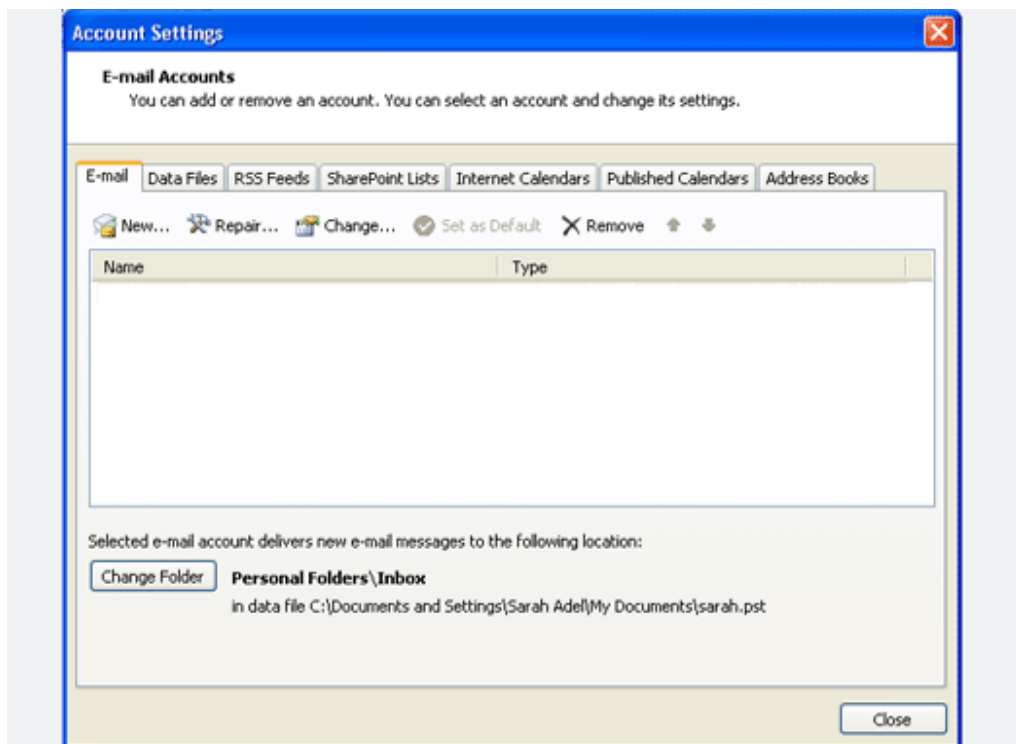 Account Settings
E-mail Accounts
You can add or remove an account. You can select an account and change its settings.
E-mail Data Files RSS Feeds SharePoint Lists Internet Calendars Published Calendars Address Books
New... Repair... Change... Set as Default Remove
Name Type
Selected e-mail account delivers new e-mail messages to the following location:
Change Folder Personal Folders\Inbox
in data file C:\Documents and Settings\Sarah Adel\My Documents\sarah.pst
Close